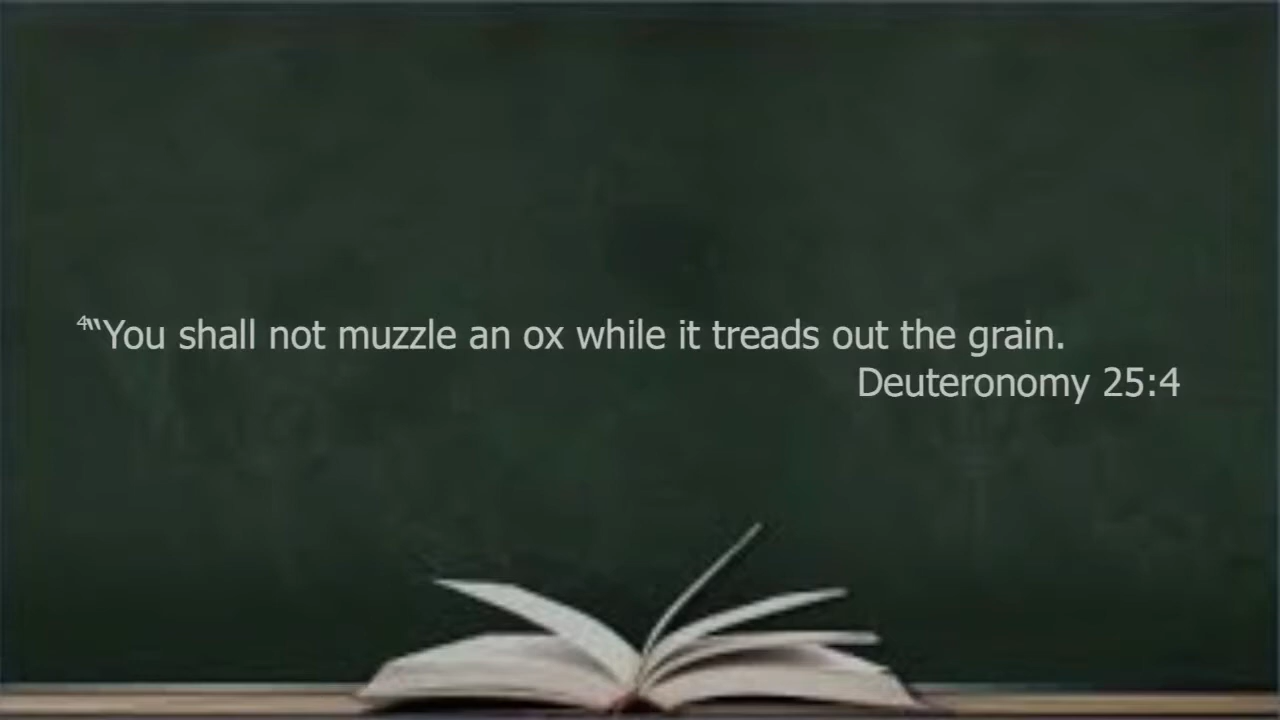 ⁴“You shall not muzzle an ox while it treads out the grain.
Deuteronomy 25:4